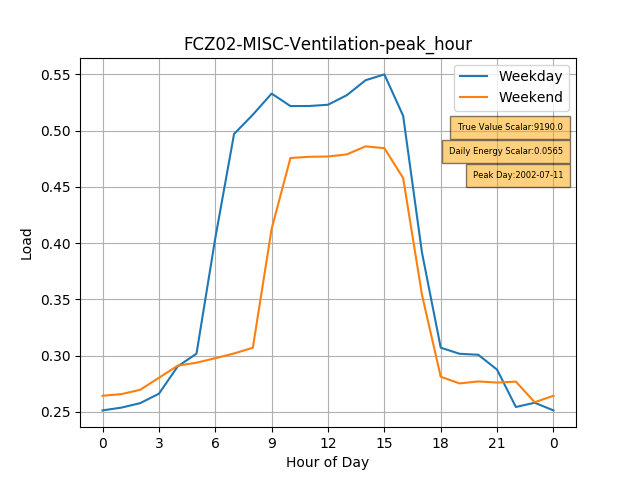 FCZ02-MISC-Ventilation-peak_hour
Weekday
Weekend
True Value Scalar:9190.0
Daily Energy Scalar:0.0565
Peak Day:2002-07-11
Load
0.55
0.50
0.45
0.40
0.35
0.30
0.25
0 3 6 9 12 15 18 21 0
Hour of Day